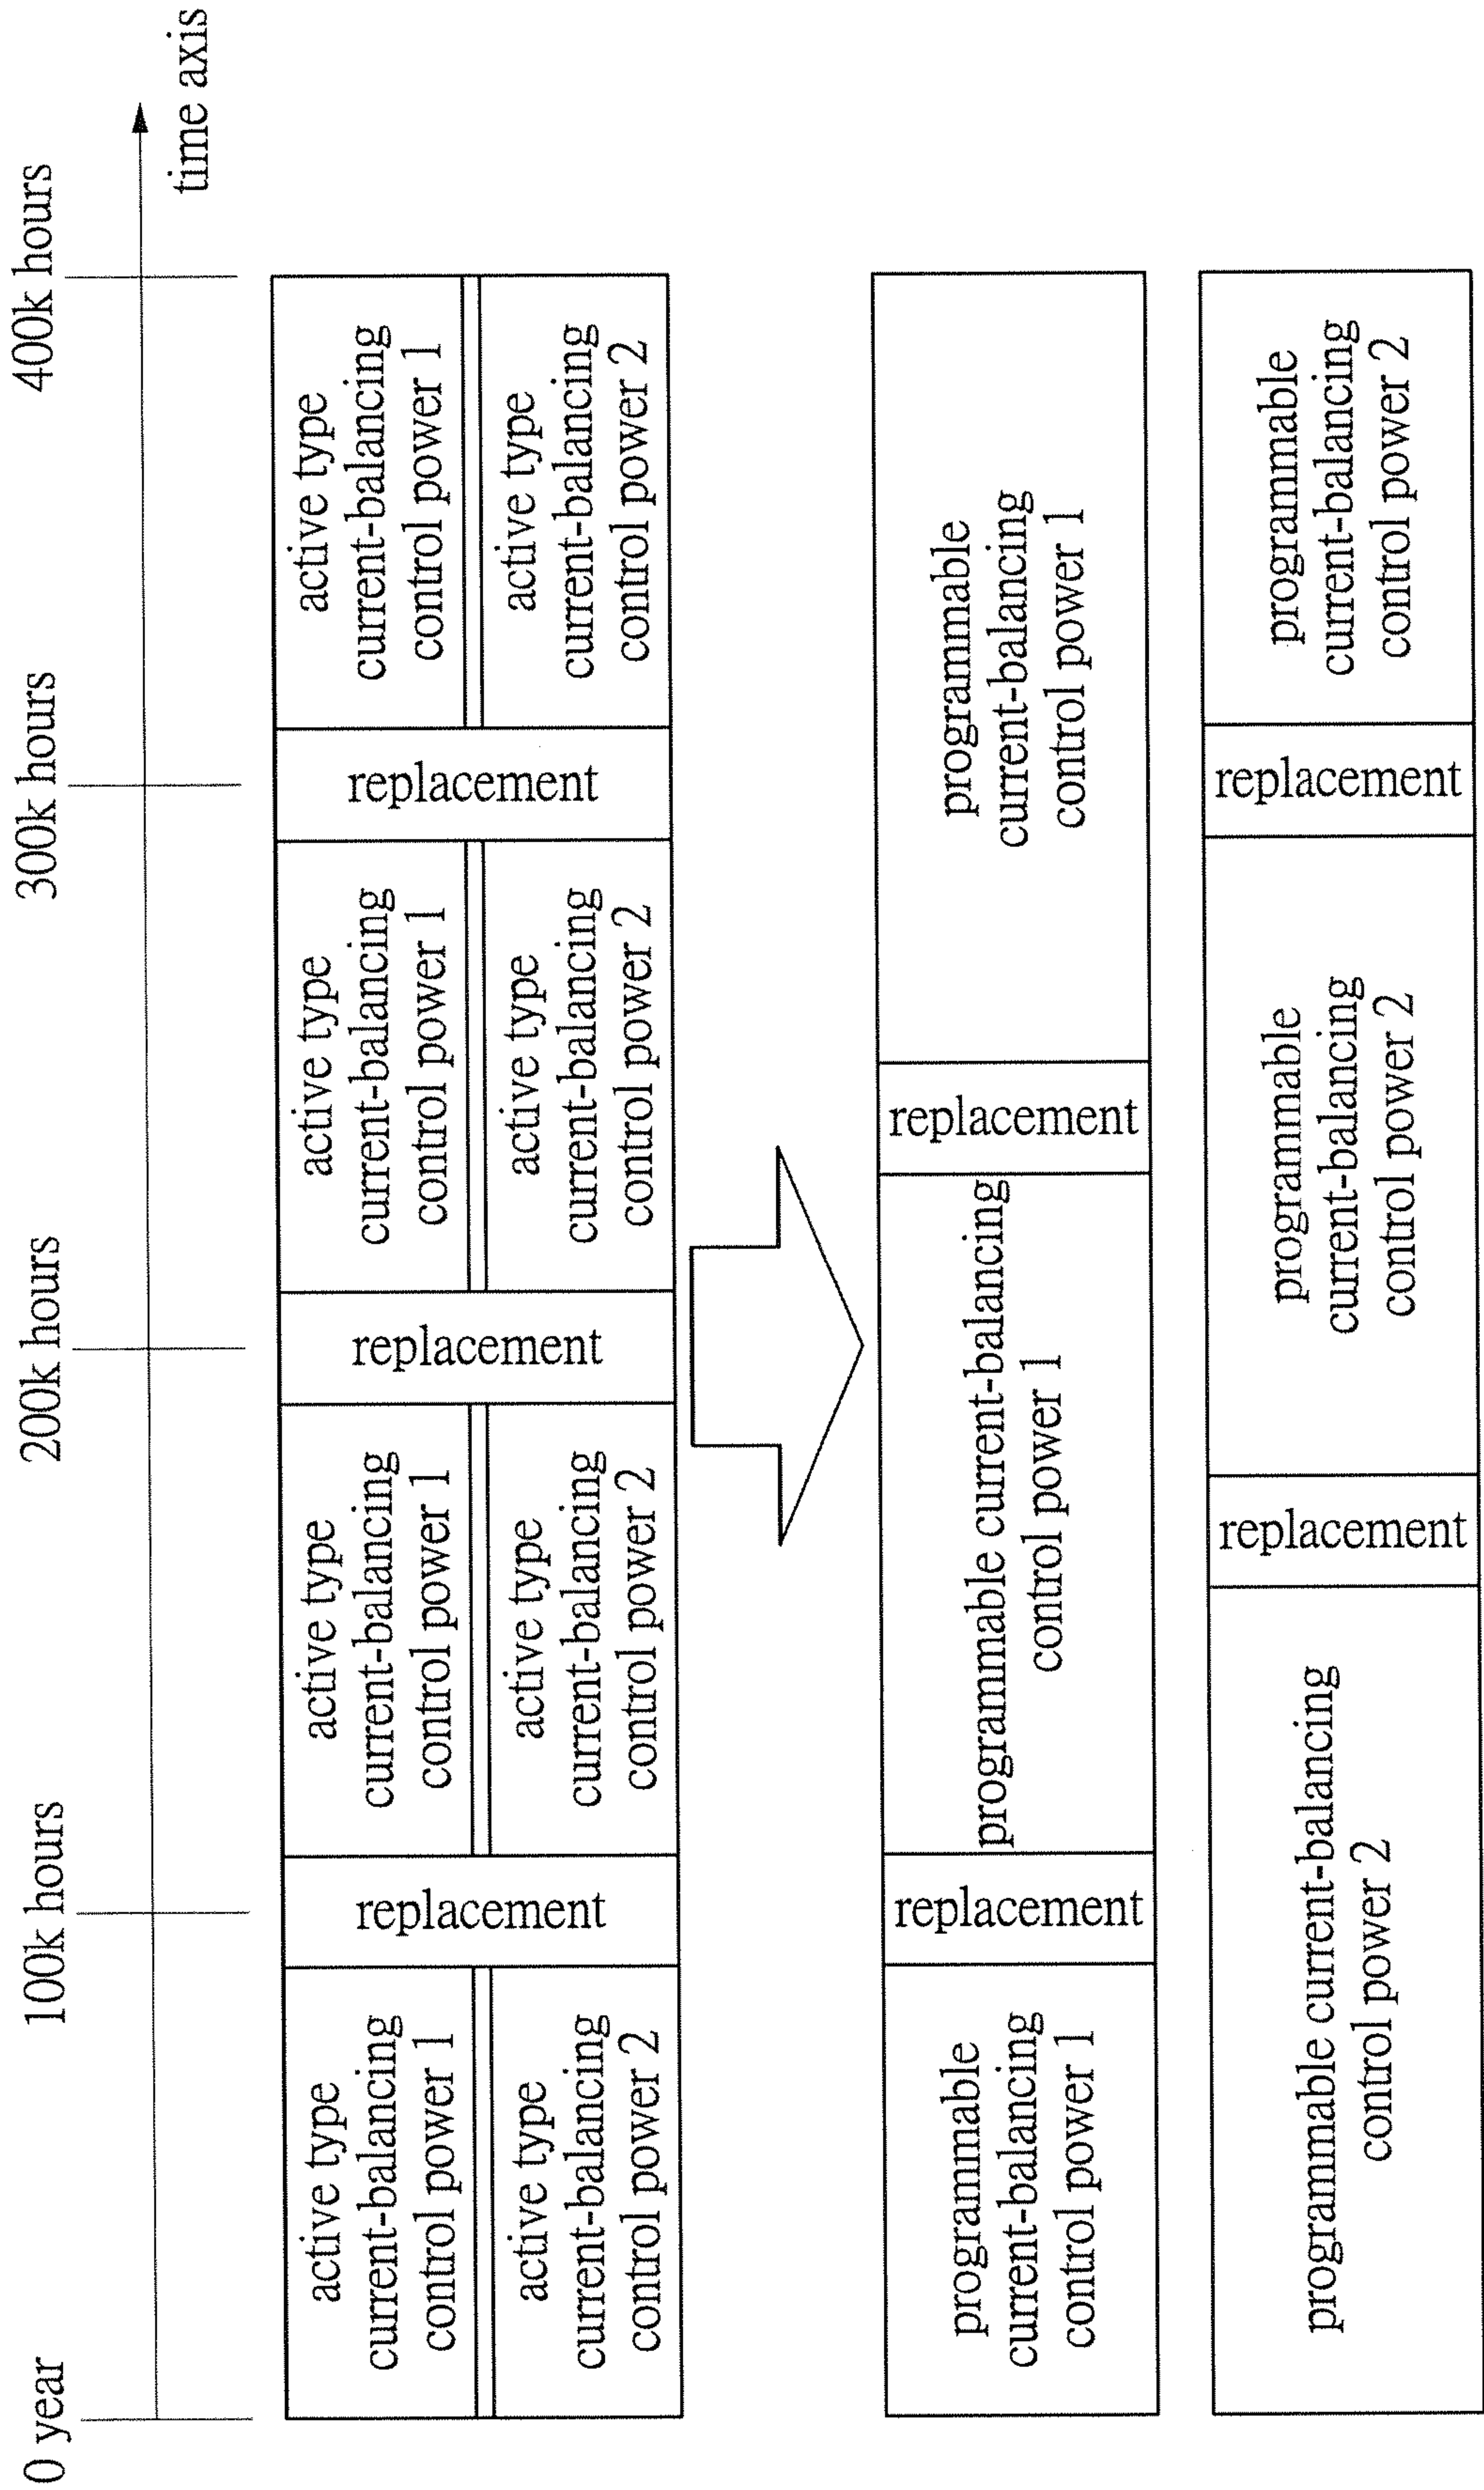 0 year
100k hours
200k hours
300k hours
400k hours
time axis
active type
current-balancing
control power 1
active type
current-balancing
control power 2
replacement
active type
current-balancing
control power 1
active type
current-balancing
control power 2
replacement
active type
current-balancing
control power 1
active type
current-balancing
control power 2
replacement
active type
current-balancing
control power 1
active type
current-balancing
control power 2
programmable
current-balancing
control power 1
replacement
programmable current-balancing
control power 1
replacement
programmable
current-balancing
control power 1
programmable current-balancing
control power 2
replacement
programmable
current-balancing
control power 2
replacement
programmable
current-balancing
control power 2